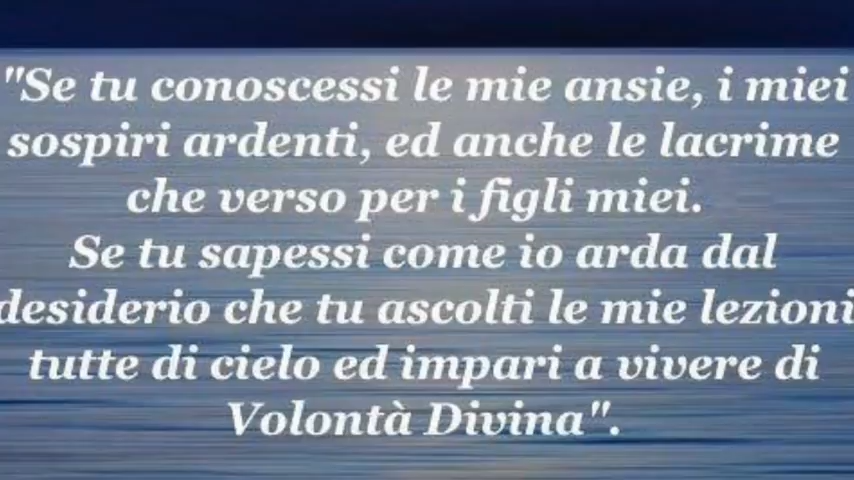 "Se tu conoscessi le mie ansie, i miei
sospiri ardenti, ed anche le lacrime
che verso per i figli miei.
Se tu sapessi come io arda dal
desiderio che tu ascolti le mie lezioni
tutte di cielo ed impari a vivere di
Volontà Divina".